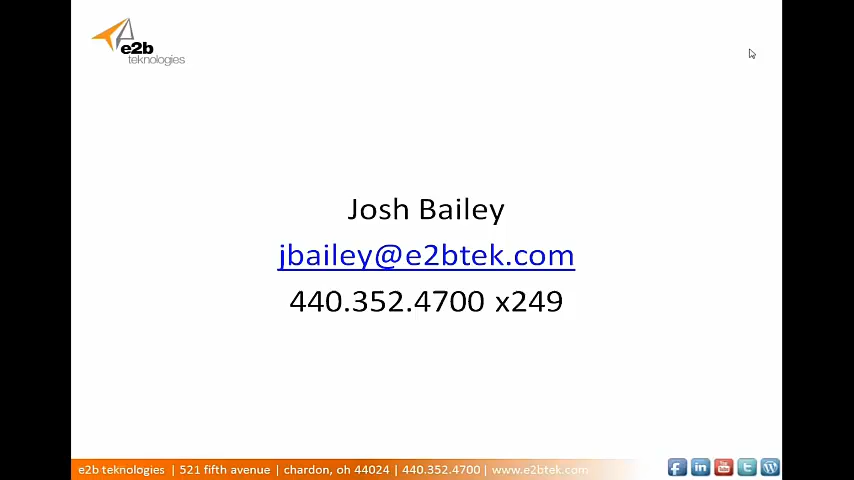 e2b
teknologies
Josh Bailey
jbailey@e2btek.com
440.352.4700 x249
e2b teknologies | 521 fifth avenue | chardon, oh 44024 | 440.352.4700 | www.e2btek.com